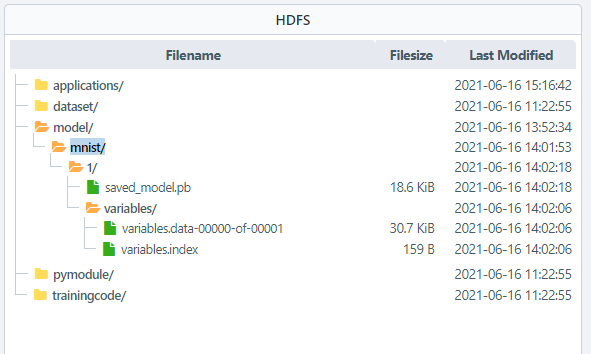 HDFS
Filename Filesize Last Modified
applications/ 2021-06-16 15:16:42
dataset/ 2021-06-16 11:22:55
model/ 2021-06-16 13:52:34
mnist/ 2021-06-16 14:01:53
1/ 2021-06-16 14:02:18
saved_model.pb 18.6 KiB 2021-06-16 14:02:18
variables/ 2021-06-16 14:02:06
variables.data-00000-of-00001 30.7 KiB 2021-06-16 14:02:06
variables.index 159 B 2021-06-16 14:02:06
pymodule/ 2021-06-16 11:22:55
trainingcode/ 2021-06-16 11:22:55